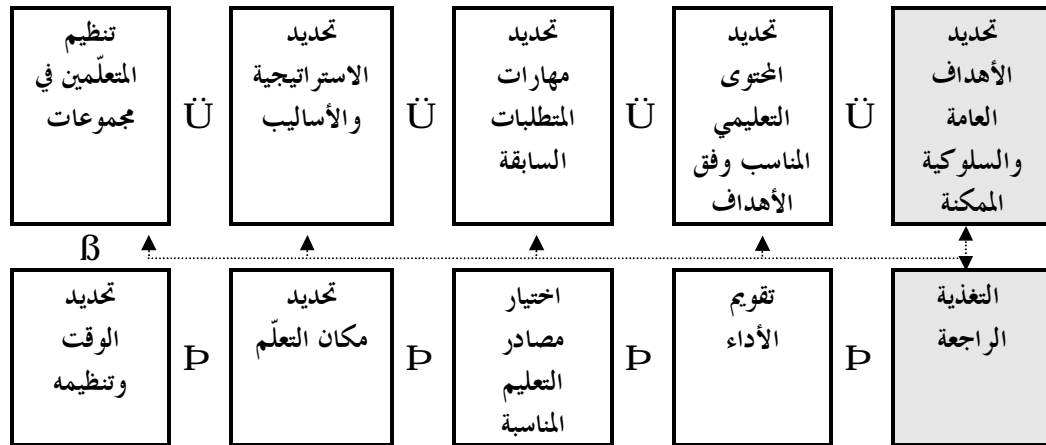 تحديد
الأهداف
العامة
والسلوكية
الممكنة
Ü
تحديد
المحتوى
التعليمي
المناسب وفق
الأهداف
Ü
تحديد
مهارات
المتطلبات
السابقة
Ü
تحديد
الاستراتيجية
والأساليب
Ü
تنظيم
المتعلّمين في
مجموعات
ß
تحديد
الوقت
وتنظيمه
Þ
تحديد
مكان التعلّم
Þ
اختيار
مصادر
التعليم
المناسبة
Þ
تقويم
الأداء
Þ
التغذية
الراجعة